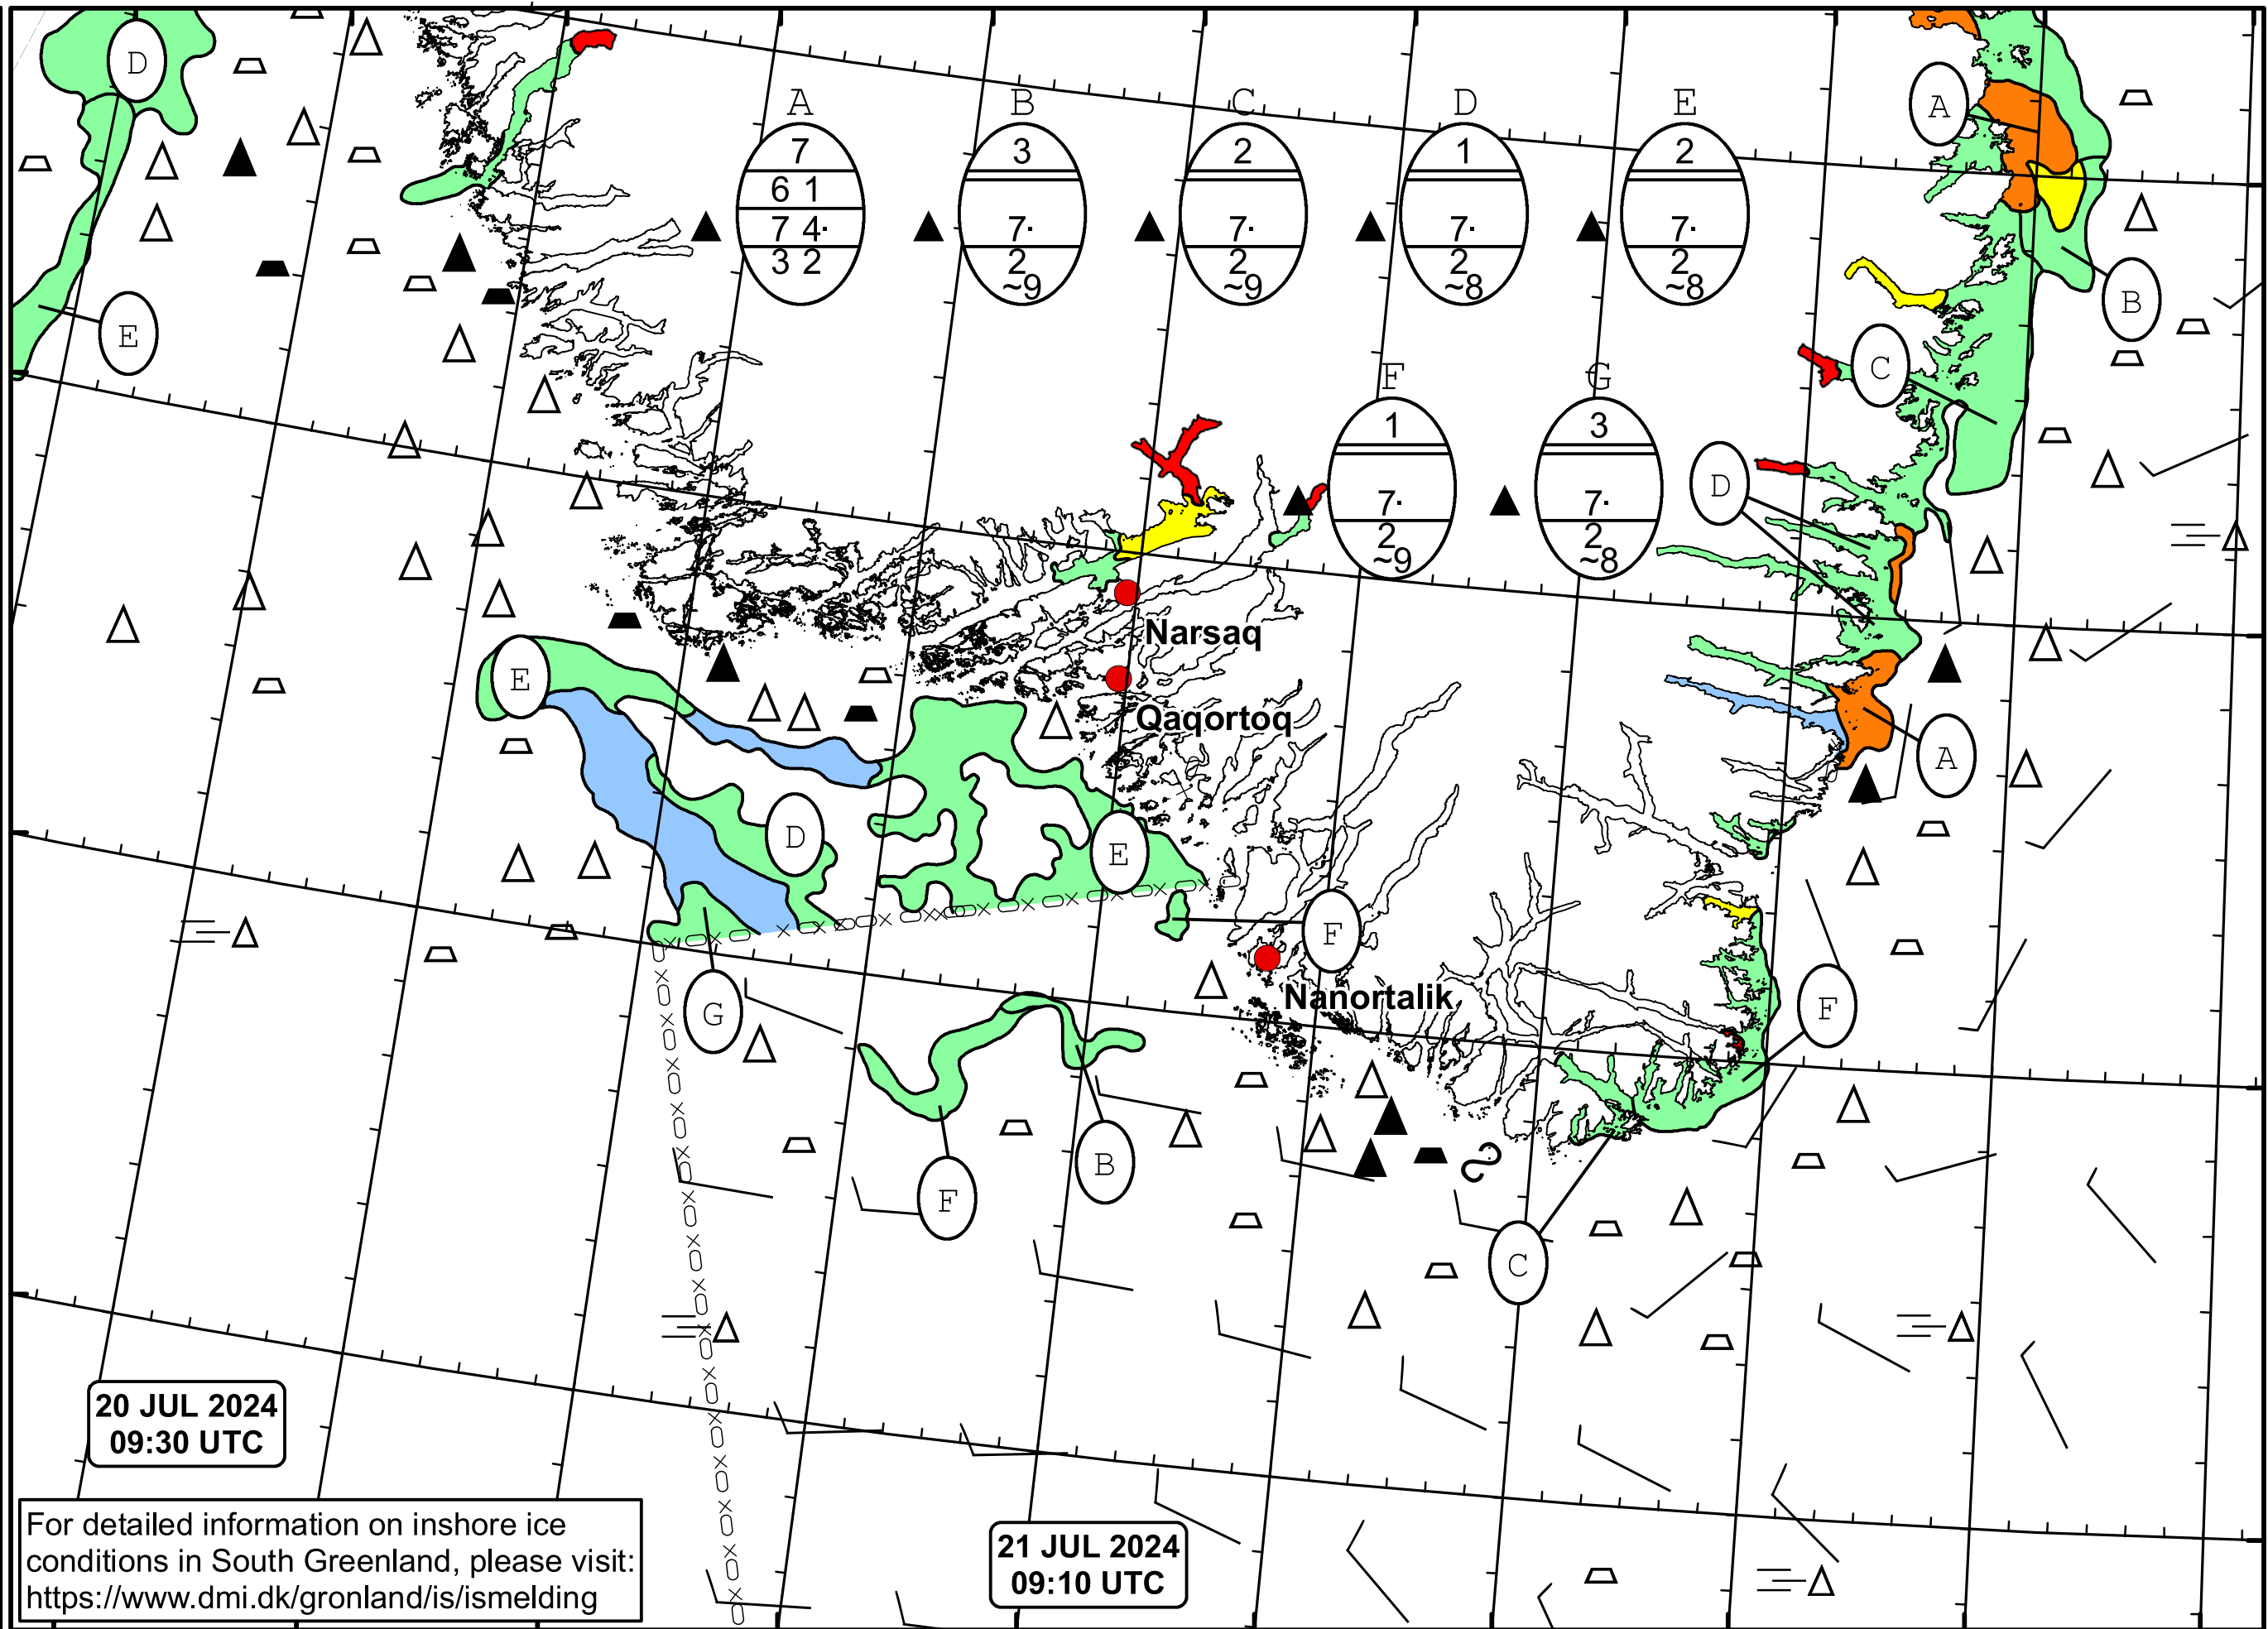 D
A
B
C
D
E
A
7
3
2
1
2
6 1
7 4·
7·
7·
7·
7·
3 2
2
2
2
2
~9
~9
~8
~8
B
E
C
F
G
1
3
D
7·
7·
2
2
~9
~8
Narsaq
E
Qaqortoq
A
D
E
F
Nanortalik
G
F
B
F
C
20 JUL 2024
09:30 UTC
For detailed information on inshore ice
conditions in South Greenland, please visit:
https://www.dmi.dk/gronland/is/ismelding
21 JUL 2024
09:10 UTC